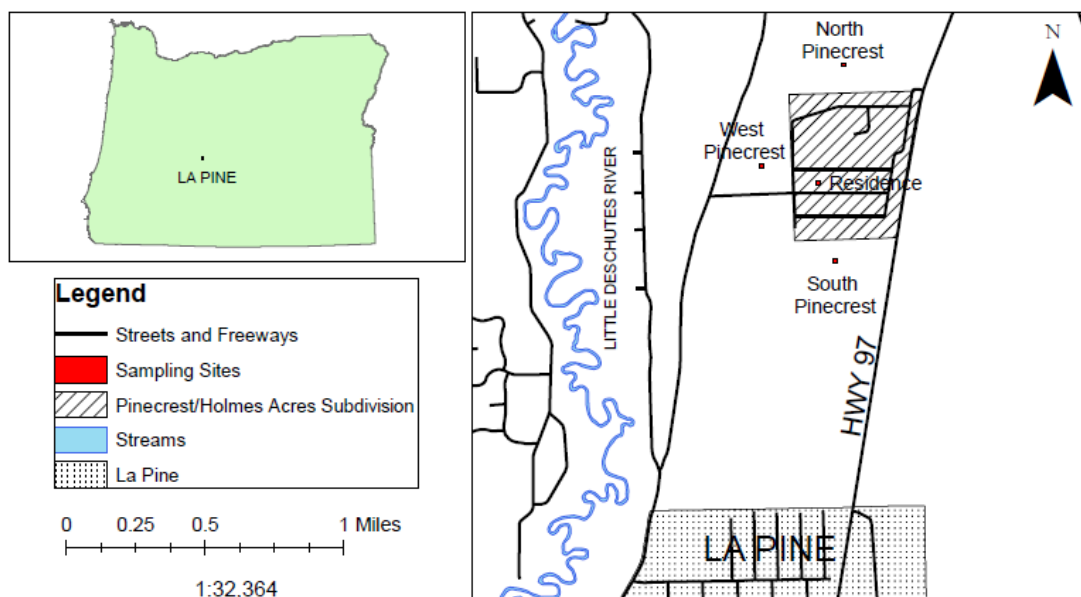 LA PINE
Legend
Streets and Freeways
Sampling Sites
Pinecrest/Holmes Acres Subdivision
Streams
La Pine
0 0.25 0.5 1 Miles
1:32,364
N
North
Pinecrest
West
Pinecrest
Residence
South
Pinecrest
LITTLE DESCHUTES RIVER
HWY 97
LA PINE